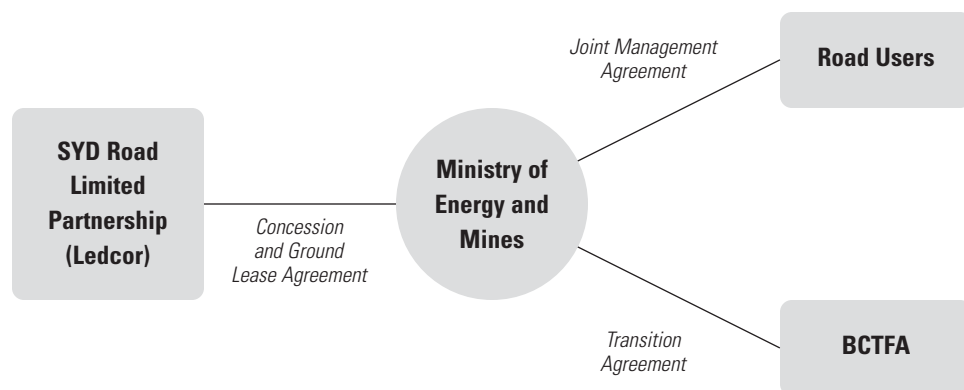 SYD Road
Limited
Partnership
(Ledcor)
Concession
and Ground
Lease Agreement
Ministry of
Energy and
Mines
Joint Management
Agreement
Road Users
Transition
Agreement
BCTFA